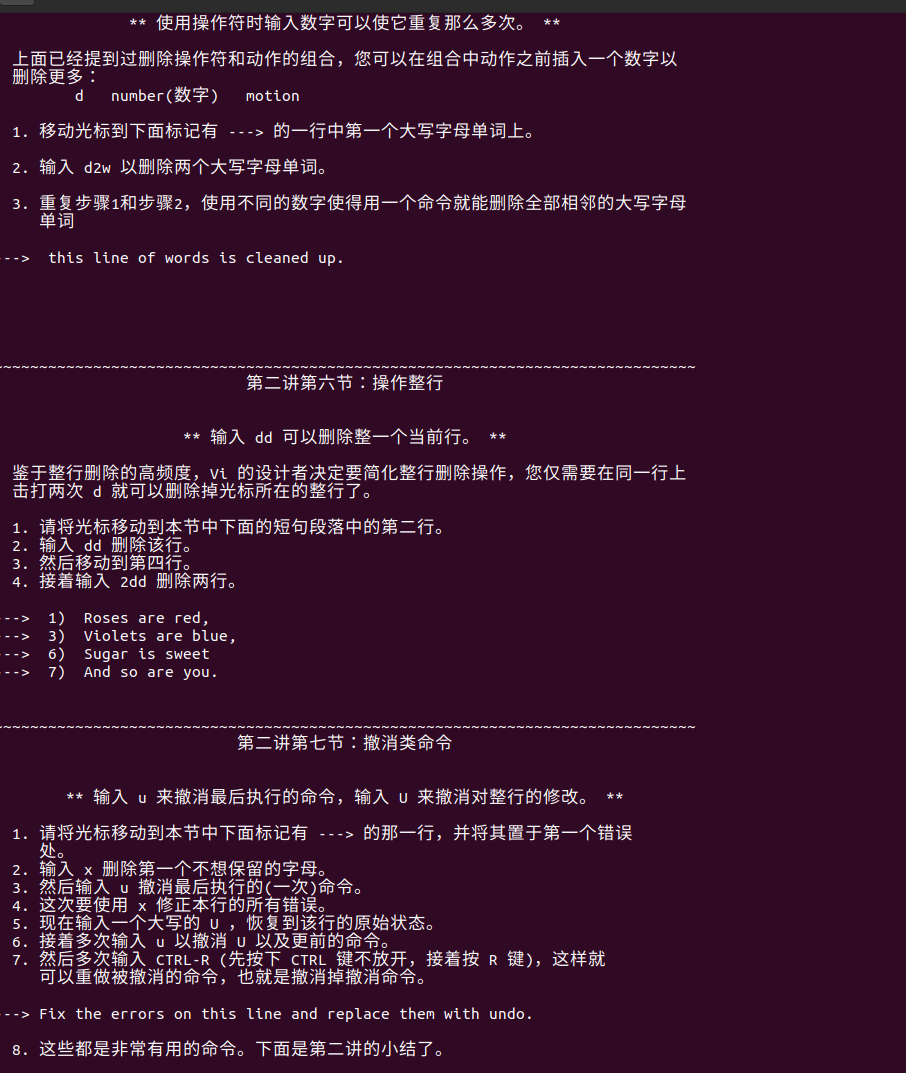 ** 使用操作符时输入数字可以使它重复那么多次。 **
上面已经提到过删除操作符和动作的组合，您可以在组合中动作之前插入一个数字以
删除更多：
d number(数字) motion
1. 移动光标到下面标记有 ---> 的一行中第一个大写字母单词上。
2. 输入 d2w 以删除两个大写字母单词。
3. 重复步骤1和步骤2，使用不同的数字使得用一个命令就能删除全部相邻的大写字母
单词
--> this line of words is cleaned up.
~~~~~~~~~~~~~~~~~~~~~~~~~~~~~~~~~~~~~~~~~~~~~~~~~~~~~~~~~~~~~~~~~~~~~~~~~~~~~
第二讲第六节：操作整行
** 输入 dd 可以删除整一个当前行。 **
鉴于整行删除的高频度，Vi 的设计者决定要简化整行删除操作，您仅需要在同一行上
击打两次 d 就可以删除掉光标所在的整行了。
1. 请将光标移动到本节中下面的短句段落中的第二行。
2. 输入 dd 删除该行。
3. 然后移动到第四行。
4. 接着输入 2dd 删除两行。
--> 1) Roses are red,
--> 3) Violets are blue,
--> 6) Sugar is sweet
--> 7) And so are you.
~~~~~~~~~~~~~~~~~~~~~~~~~~~~~~~~~~~~~~~~~~~~~~~~~~~~~~~~~~~~~~~~~~~~~~~~~~~~~
第二讲第七节：撤消类命令
** 输入 u 来撤消最后执行的命令，输入 U 来撤消对整行的修改。 **
1. 请将光标移动到本节中下面标记有 ---> 的那一行，并将其置于第一个错误
处。
2. 输入 x 删除第一个不想保留的字母。
3. 然后输入 u 撤消最后执行的(一次)命令。
4. 这次要使用 x 修正本行的所有错误。
5. 现在输入一个大写的 U ，恢复到该行的原始状态。
6. 接着多次输入 u 以撤消 U 以及更前的命令。
7. 然后多次输入 CTRL-R (先按下 CTRL 键不放开，接着按 R 键)，这样就
可以重做被撤消的命令，也就是撤消掉撤消命令。
--> Fix the errors on this line and replace them with undo.
8. 这些都是非常有用的命令。下面是第二讲的小结了。